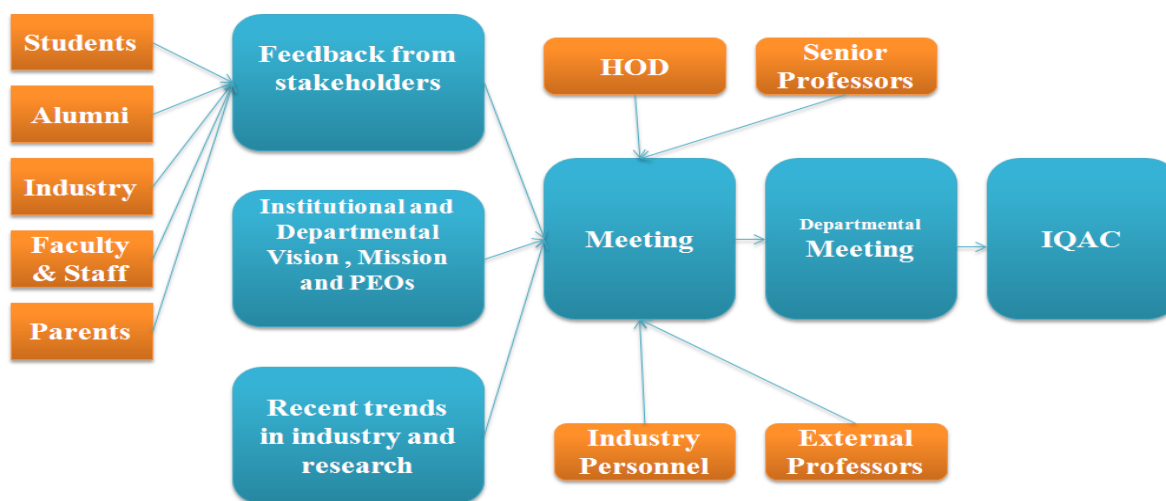 Students
Alumni
Industry
Faculty
& Staff
Parents
Feedback from
stakeholders
Institutional and
Departmental
Vision , Mission
and PEOs
Recent trends
in industry and
research
HOD
Senior
Professors
Meeting
Departmental
Meeting
IQAC
Industry
Personnel
External
Professors